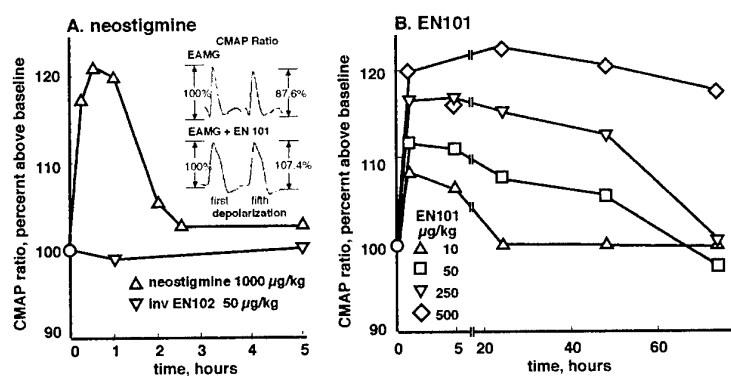 A. neostigmine
CMAP ratio, percernt above baseline
120
110
100
90
0 1 2 3 4 5
time, hours
CMAP Ratio
EAMG
100%
87.6%
EAMG + EN 101
100%
107.4%
first fifth
depolarization
neostigmine 1000 µg/kg
inv EN102 50 µg/kg
B. EN101
CMAP ratio, percernt above baseline
120
110
100
90
0 5 20 40 60
time, hours
EN101
µg/kg
10
50
250
500